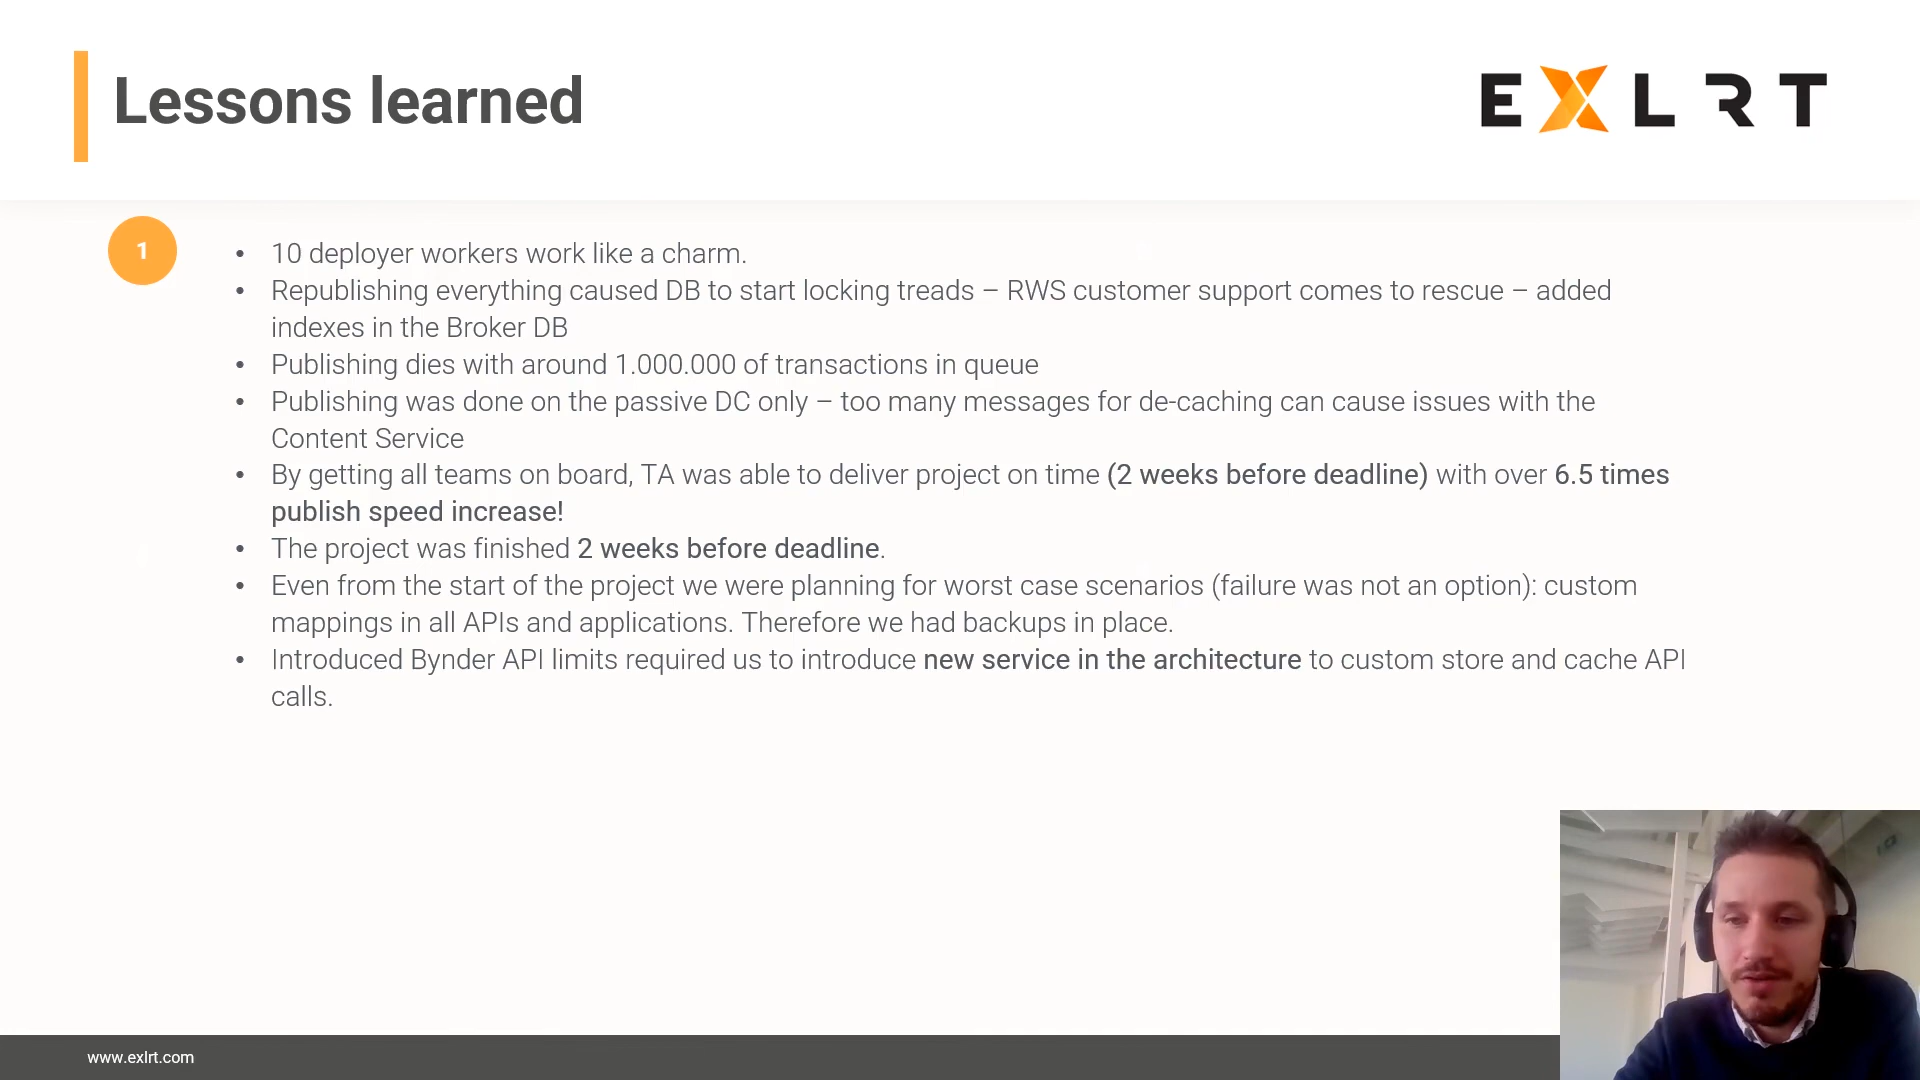 Lessons learned
EXLRT
1
• 10 deployer workers work like a charm.
• Republishing everything caused DB to start locking treads – RWS customer support comes to rescue – added
indexes in the Broker DB
• Publishing dies with around 1.000.000 of transactions in queue
• Publishing was done on the passive DC only – too many messages for de-caching can cause issues with the
Content Service
• By getting all teams on board, TA was able to deliver project on time (2 weeks before deadline) with over 6.5 times
publish speed increase!
• The project was finished 2 weeks before deadline.
• Even from the start of the project we were planning for worst case scenarios (failure was not an option): custom
mappings in all APIs and applications. Therefore we had backups in place.
• Introduced Bynder API limits required us to introduce new service in the architecture to custom store and cache API
calls.
www.exlrt.com